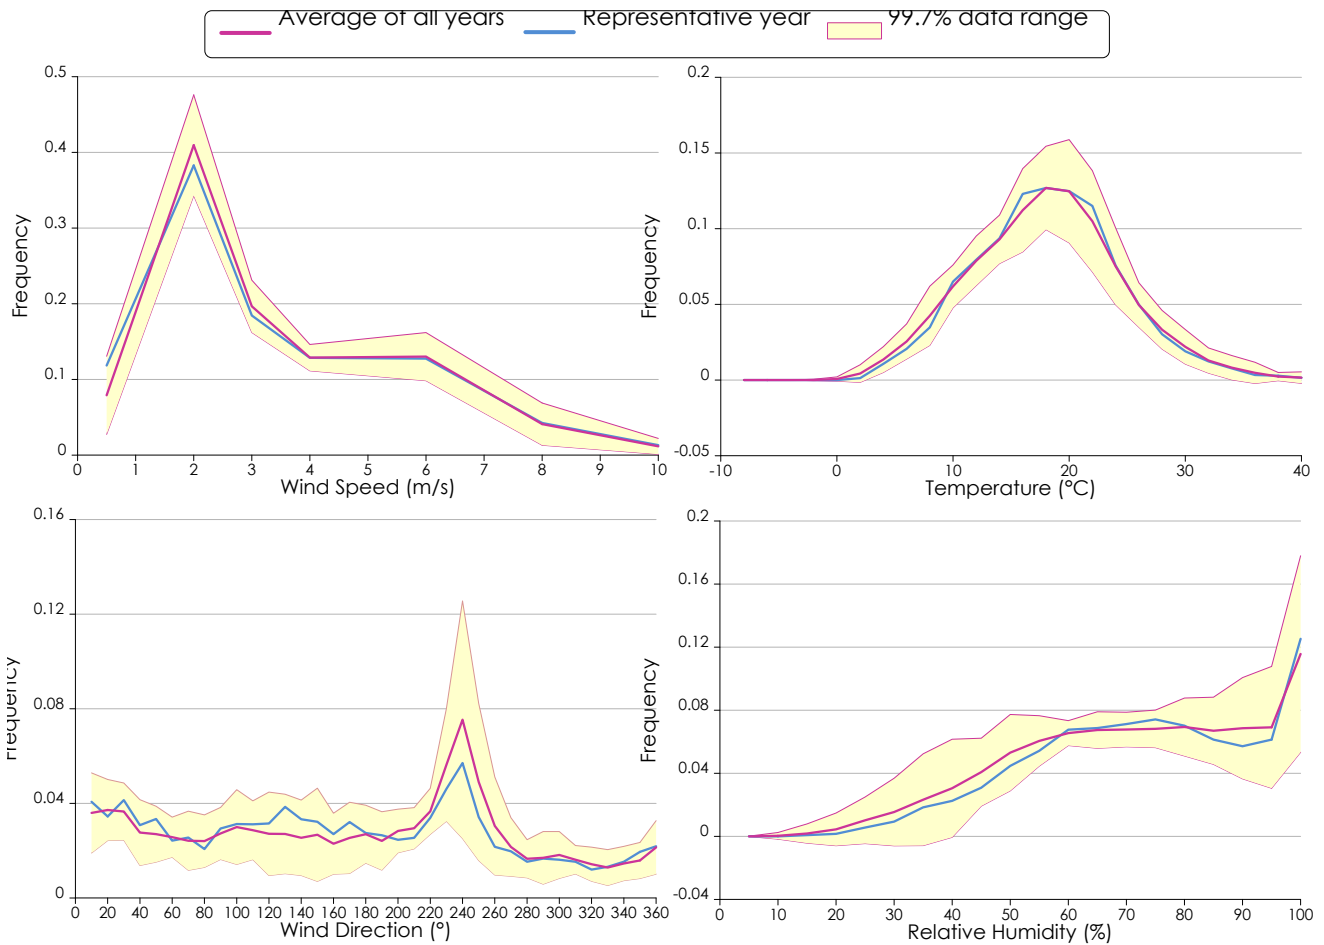 Average of all years Representative year 99.7% data range
0.5
0.4
0.3
0.2
0.1
0
Frequency
0 1 2 3 4 5 6 7 8 9 10
Wind Speed (m/s)
0.2
0.15
0.1
0.05
0
-0.05
Frequency
-10 0 10 20 30 40
Temperature (°C)
0.16
0.12
0.08
0.04
0
Frequency
0 20 40 60 80 100 120 140 160 180 200 220 240 260 280 300 320 340 360
Wind Direction (°)
0.2
0.16
0.12
0.08
0.04
0
-0.04
Frequency
0 10 20 30 40 50 60 70 80 90 100
Relative Humidity (%)